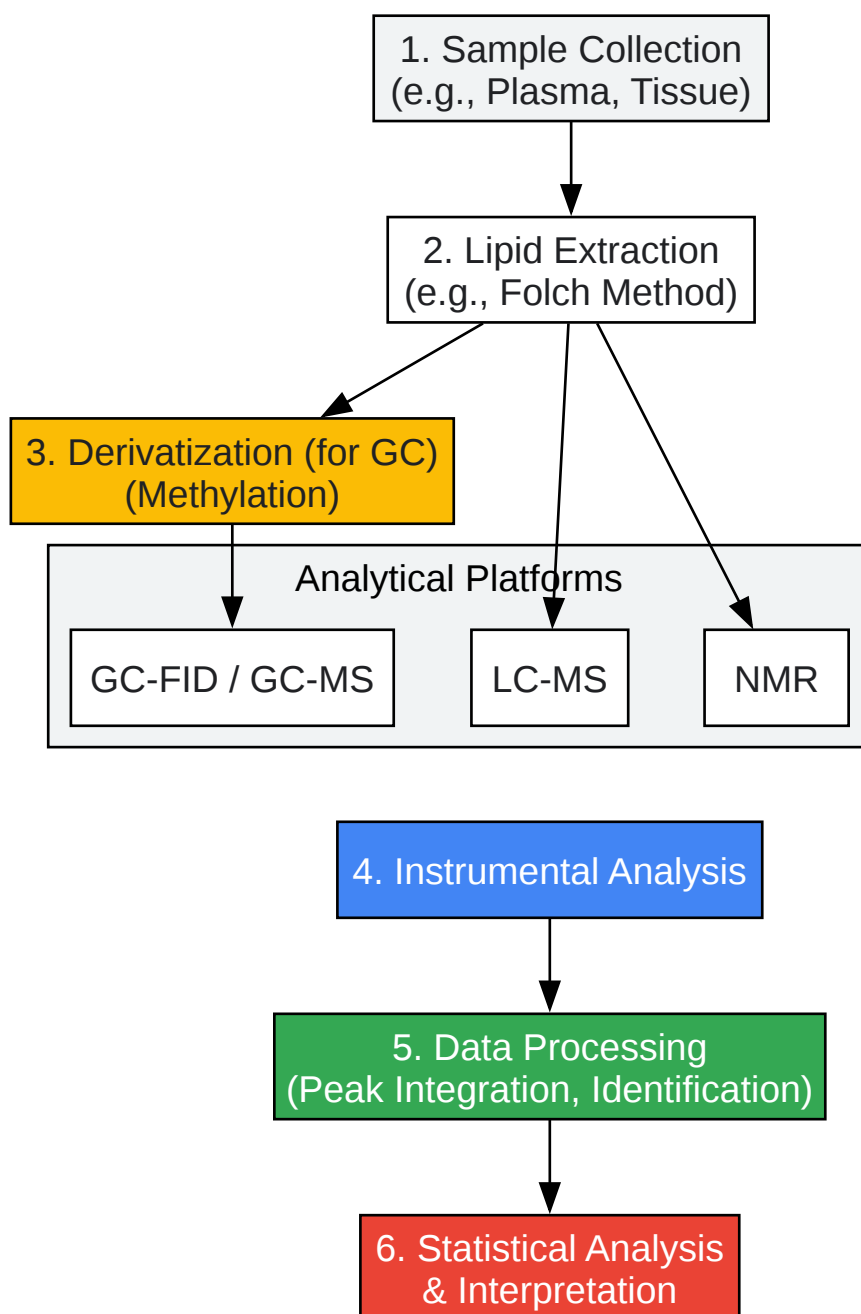 1. Sample Collection
(e.g., Plasma, Tissue)
2. Lipid Extraction
(e.g., Folch Method)
3. Derivatization (for GC)
(Methylation)
Analytical Platforms
GC-FID / GC-MS
LC-MS
NMR
4. Instrumental Analysis
5. Data Processing
(Peak Integration, Identification)
6. Statistical Analysis
& Interpretation